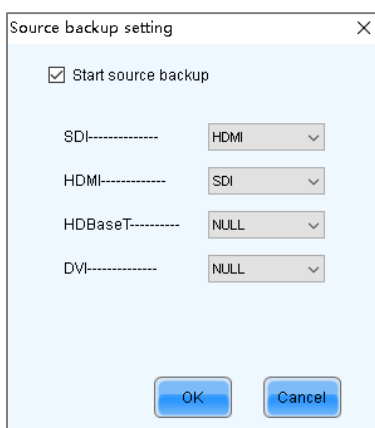 Source backup setting
Start source backup
SDI-------------- HDMI
HDMI------------- SDI
HDBaseT---------- NULL
DVI-------------- NULL
OK Cancel